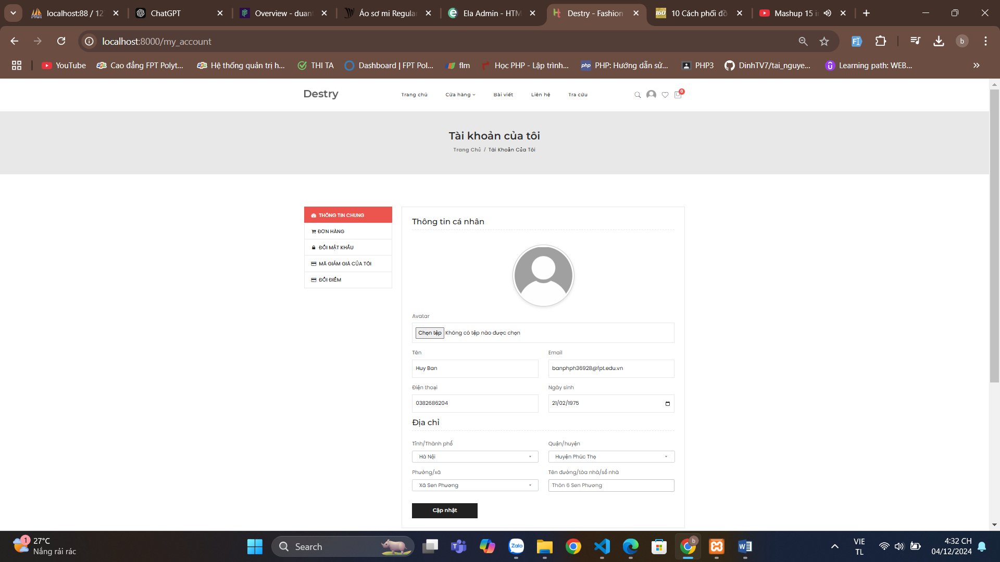 localhost:88 / 12
ChatGPT
Overview - duan
Áo sơ mi Regula
Ela Admin - HTM
Destry - Fashion
10 Cách phối đồ
Mashup 15 i
localhost:8000/my_account
b
YouTube
Cao đẳng FPT Polyt...
Hệ thống quản trị h...
THI TA
Dashboard | FPT Pol...
flm
Học PHP - Lập trình...
PHP: Hướng dẫn sử...
PHP3
DinhTV7/tai_nguye...
Learning path: WEB...
Destry
Trang chủ
Cửa hàng
Bài viết
Liên hệ
Tra cứu
0
Tài khoản của tôi
Trang Chủ / Tài Khoản Của Tôi
THÔNG TIN CHUNG
ĐƠN HÀNG
ĐỔI MẬT KHẨU
MÃ GIẢM GIÁ CỦA TÔI
ĐỔI ĐIỂM
Thông tin cá nhân
Avatar
Chọn tệp Không có tệp nào được chọn
Tên
Email
Huy Ban
banphph36928@fpt.edu.vn
Điện thoại
Ngày sinh
0382686204
21/02/1975
Địa chỉ
Tỉnh/Thành phố
Quận/huyện
Hà Nội
Huyện Phúc Thọ
Phường/xã
Tên đường/tòa nhà/số nhà
Xã Sen Phương
Thôn 6 Sen Phương
Cập nhật
1
27°C
Nắng rải rác
Search
Zalo
b
VIE
TL
4:32 CH
04/12/2024